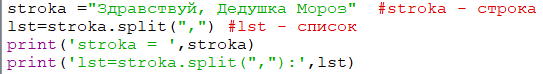 stroka ="Здравствуй, Дедушка Мороз"  #stroka - строка
lst=stroka.split(",") #lst - список
print('stroka = ',stroka)
print('lst=stroka.split(","):',lst)